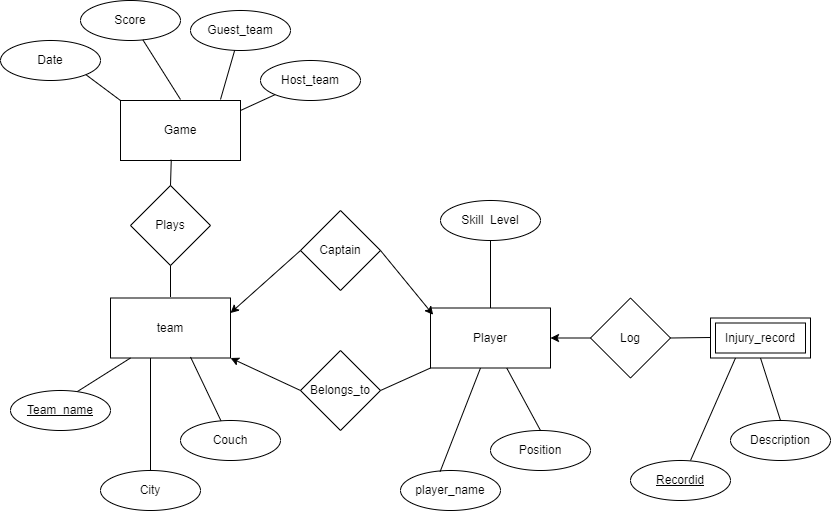 Score
Guest_team
Date
Host_team
Game
Plays
Skill Level
Captain
team
Player
Log
Injury_record
Belongs_to
Team_name
Couch
Position
Description
City
player_name
Recordid